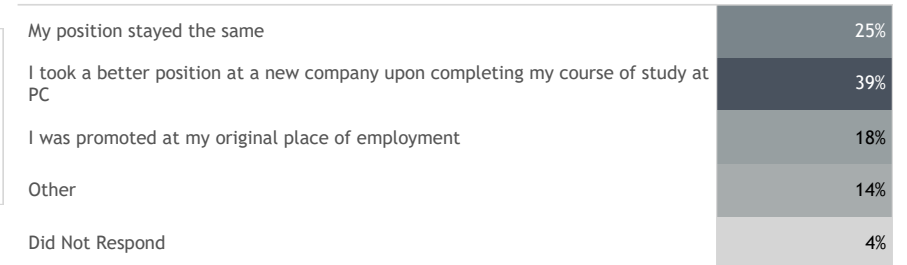 My position stayed the same 25%
I took a better position at a new company upon completing my course of study at
PC 39%
I was promoted at my original place of employment 18%
Other 14%
Did Not Respond 4%